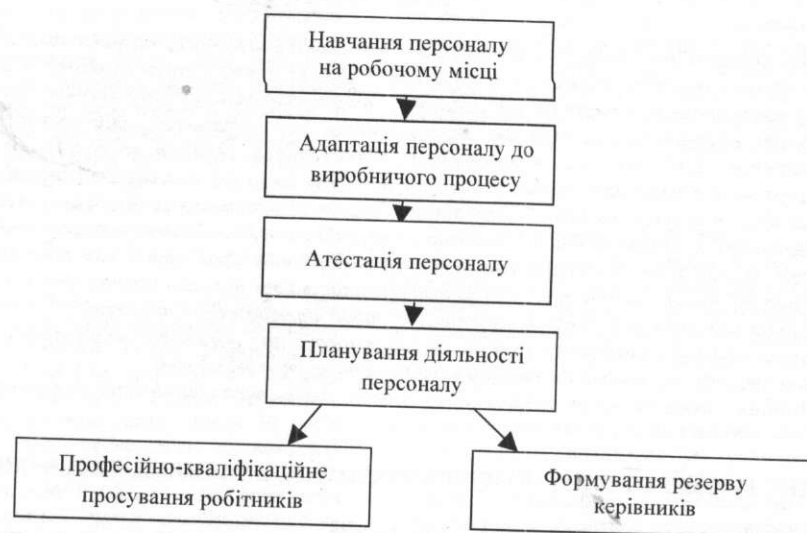 Навчання персоналу
на робочому місці
Адаптація персоналу до
виробничого процесу
Атестація персоналу
Планування діяльності
персоналу
Професійно-кваліфікаційне
просування робітників
Формування резерву
керівників